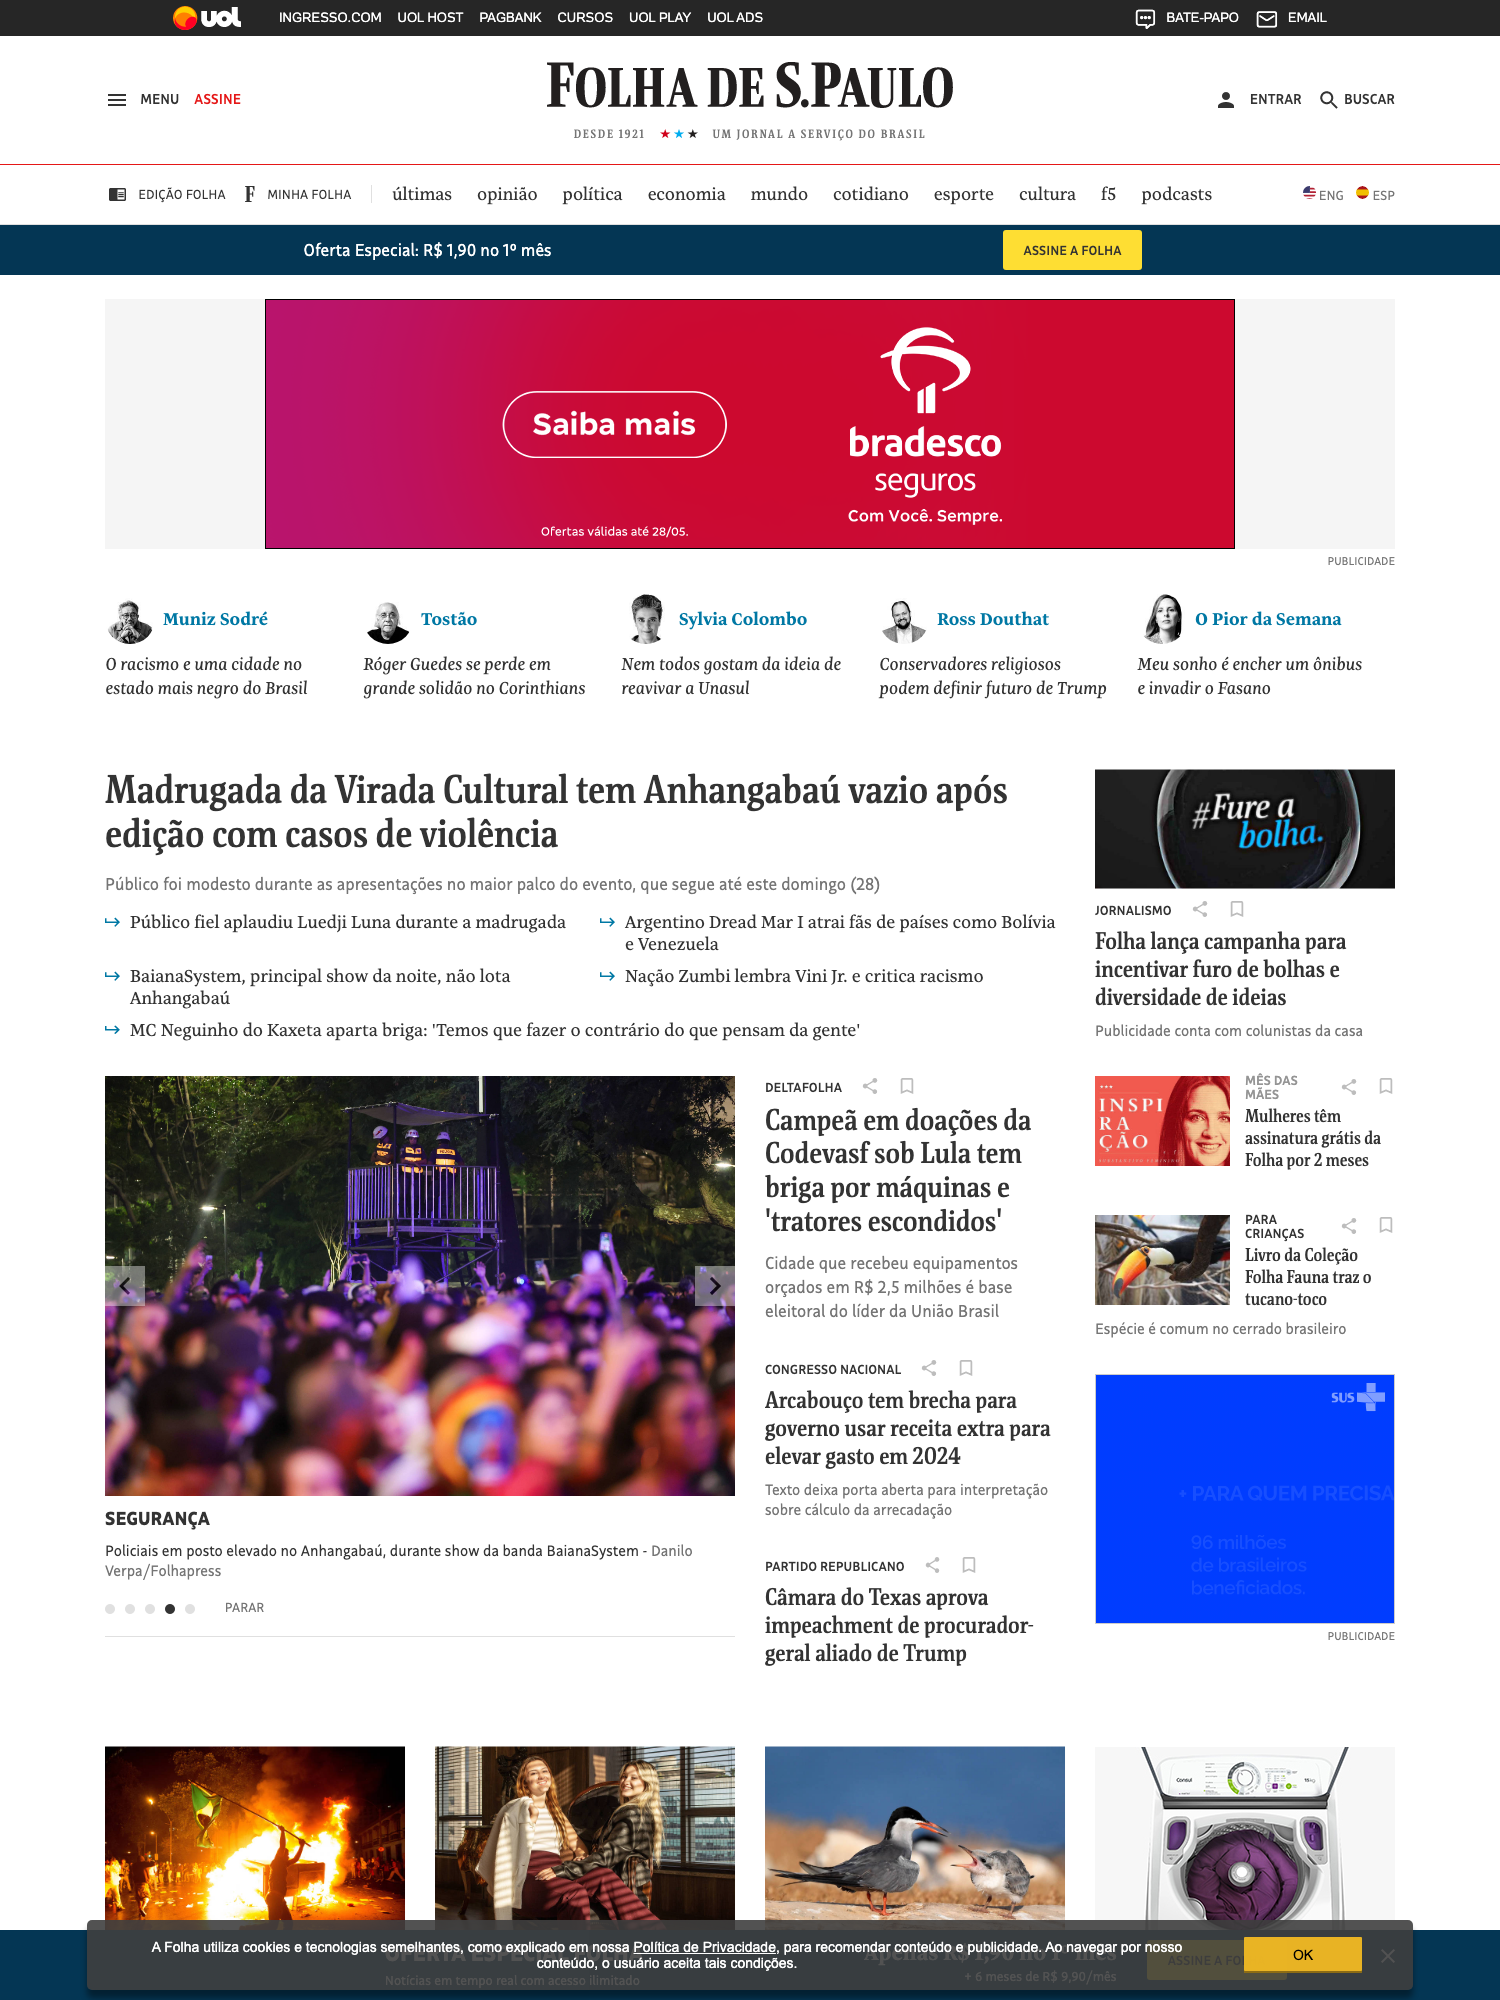 uol INGRESSO.COM UOL HOST PAGBANK CURSOS UOL PLAY UOL ADS BATE-PAPO EMAIL
MENU ASSINE
FOLHA DE S.PAULO
DESDE 1921 ★★★ UM JORNAL A SERVIÇO DO BRASIL
ENTRAR BUSCAR
EDIÇÃO FOLHA F MINHA FOLHA últimas opinião política economia mundo cotidiano esporte cultura f5 podcasts ENG ESP
Oferta Especial: R$ 1,90 no 1º mês ASSINE A FOLHA
Saiba mais
Ofertas válidas até 28/05.
bradesco
seguros
Com Você. Sempre.
PUBLICIDADE
Muniz Sodré
O racismo e uma cidade no
estado mais negro do Brasil
Tostão
Róger Guedes se perde em
grande solidão no Corinthians
Sylvia Colombo
Nem todos gostam da ideia de
reavivar a Unasul
Ross Douthat
Conservadores religiosos
podem definir futuro de Trump
O Pior da Semana
Meu sonho é encher um ônibus
e invadir o Fasano
Madrugada da Virada Cultural tem Anhangabaú vazio após
edição com casos de violência
Público foi modesto durante as apresentações no maior palco do evento, que segue até este domingo (28)
Público fiel aplaudiu Luedji Luna durante a madrugada
Argentino Dread Mar I atrai fãs de países como Bolívia
e Venezuela
BaianaSystem, principal show da noite, não lota
Anhangabaú
Nação Zumbi lembra Vini Jr. e critica racismo
MC Neguinho do Kaxeta aparta briga: 'Temos que fazer o contrário do que pensam da gente'
#Fure a
bolha.
JORNALISMO
Folha lança campanha para
incentivar furo de bolhas e
diversidade de ideias
Publicidade conta com colunistas da casa
SEGURANÇA
Policiais em posto elevado no Anhangabaú, durante show da banda BaianaSystem - Danilo
Verpa/Folhapress
PARAR
DELTAFOLHA
Campeã em doações da
Codevasf sob Lula tem
briga por máquinas e
'tratores escondidos'
Cidade que recebeu equipamentos
orçados em R$ 2,5 milhões é base
eleitoral do líder da União Brasil
CONGRESSO NACIONAL
Arcabouço tem brecha para
governo usar receita extra para
elevar gasto em 2024
Texto deixa porta aberta para interpretação
sobre cálculo da arrecadação
PARTIDO REPUBLICANO
Câmara do Texas aprova
impeachment de procurador-
geral aliado de Trump
INSPI
RA
ÇÃO
MÊS DAS
MÃES
Mulheres têm
assinatura grátis da
Folha por 2 meses
PARA
CRIANÇAS
Livro da Coleção
Folha Fauna traz o
tucano-toco
Espécie é comum no cerrado brasileiro
SUS
+ PARA QUEM PRECISA
96 milhões
de brasileiros
beneficiados.
PUBLICIDADE
Consul
A Folha utiliza cookies e tecnologias semelhantes, como explicado em nossa Política de Privacidade, para recomendar conteúdo e publicidade. Ao navegar por nosso
conteúdo, o usuário aceita tais condições.
OK
Notícias em tempo real com acesso ilimitado
+ 6 meses de R$ 9,90/mês
ASSINE A FO